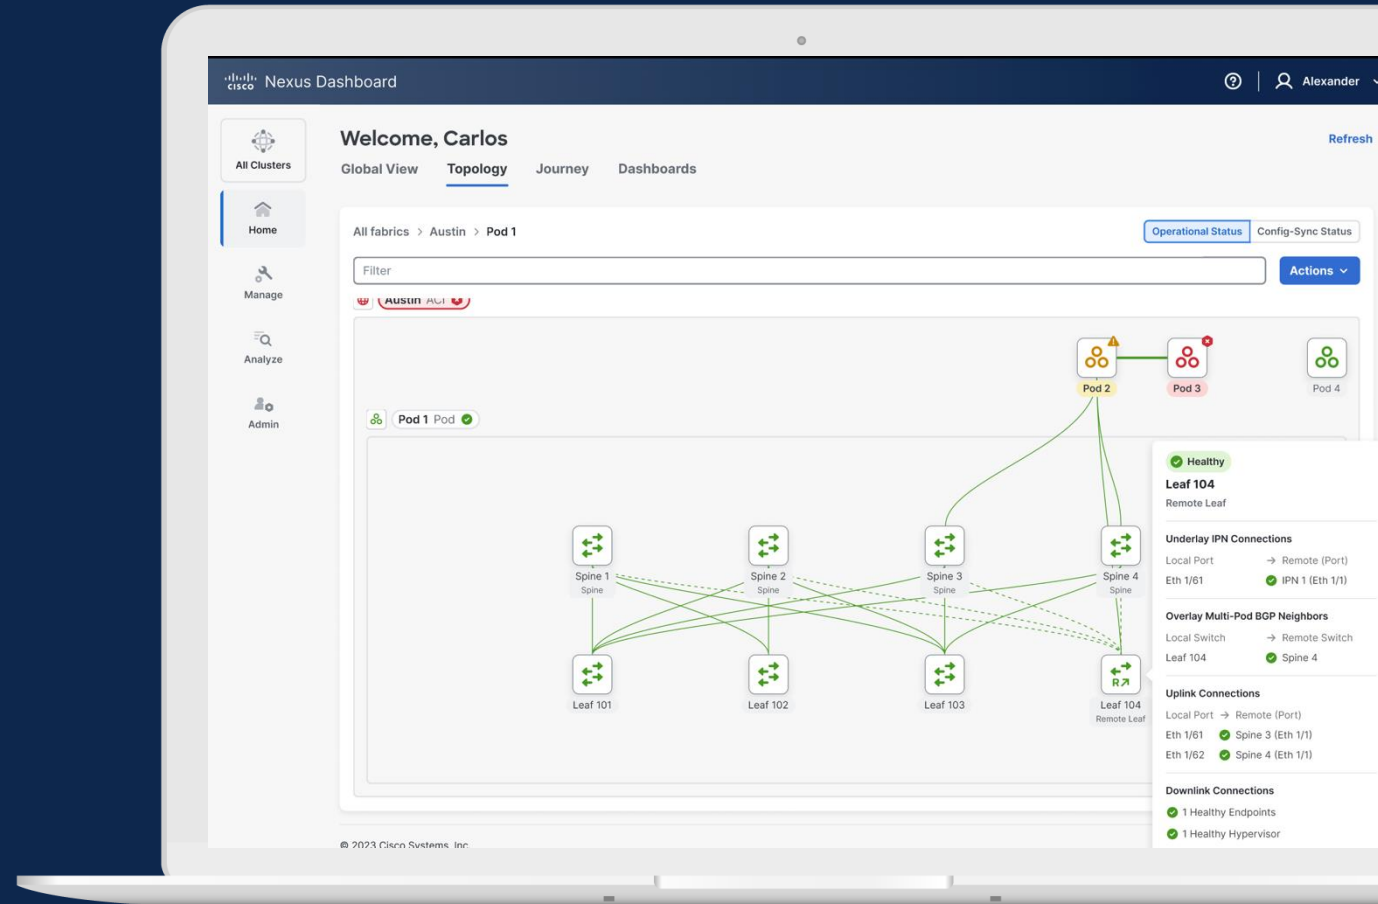 cisco Nexus Dashboard
Alexander
All Clusters
Home
Manage
Analyze
Admin
Welcome, Carlos
Refresh
Global View Topology Journey Dashboards
All fabrics > Austin > Pod 1
Operational Status Config-Sync Status
Filter
Actions
Austin ACI
Pod 2
Pod 3
Pod 4
Pod 1 Pod
Spine 1
Spine
Spine 2
Spine
Spine 3
Spine
Spine 4
Spine
Leaf 101
Leaf 102
Leaf 103
R
Leaf 104
Remote Leaf
Healthy
Leaf 104
Remote Leaf
Underlay IPN Connections
Local Port → Remote (Port)
Eth 1/61 IPN 1 (Eth 1/1)
Overlay Multi-Pod BGP Neighbors
Local Switch → Remote Switch
Leaf 104 Spine 4
Uplink Connections
Local Port → Remote (Port)
Eth 1/61 Spine 3 (Eth 1/1)
Eth 1/62 Spine 4 (Eth 1/1)
Downlink Connections
1 Healthy Endpoints
1 Healthy Hypervisor
© 2023 Cisco Systems, Inc